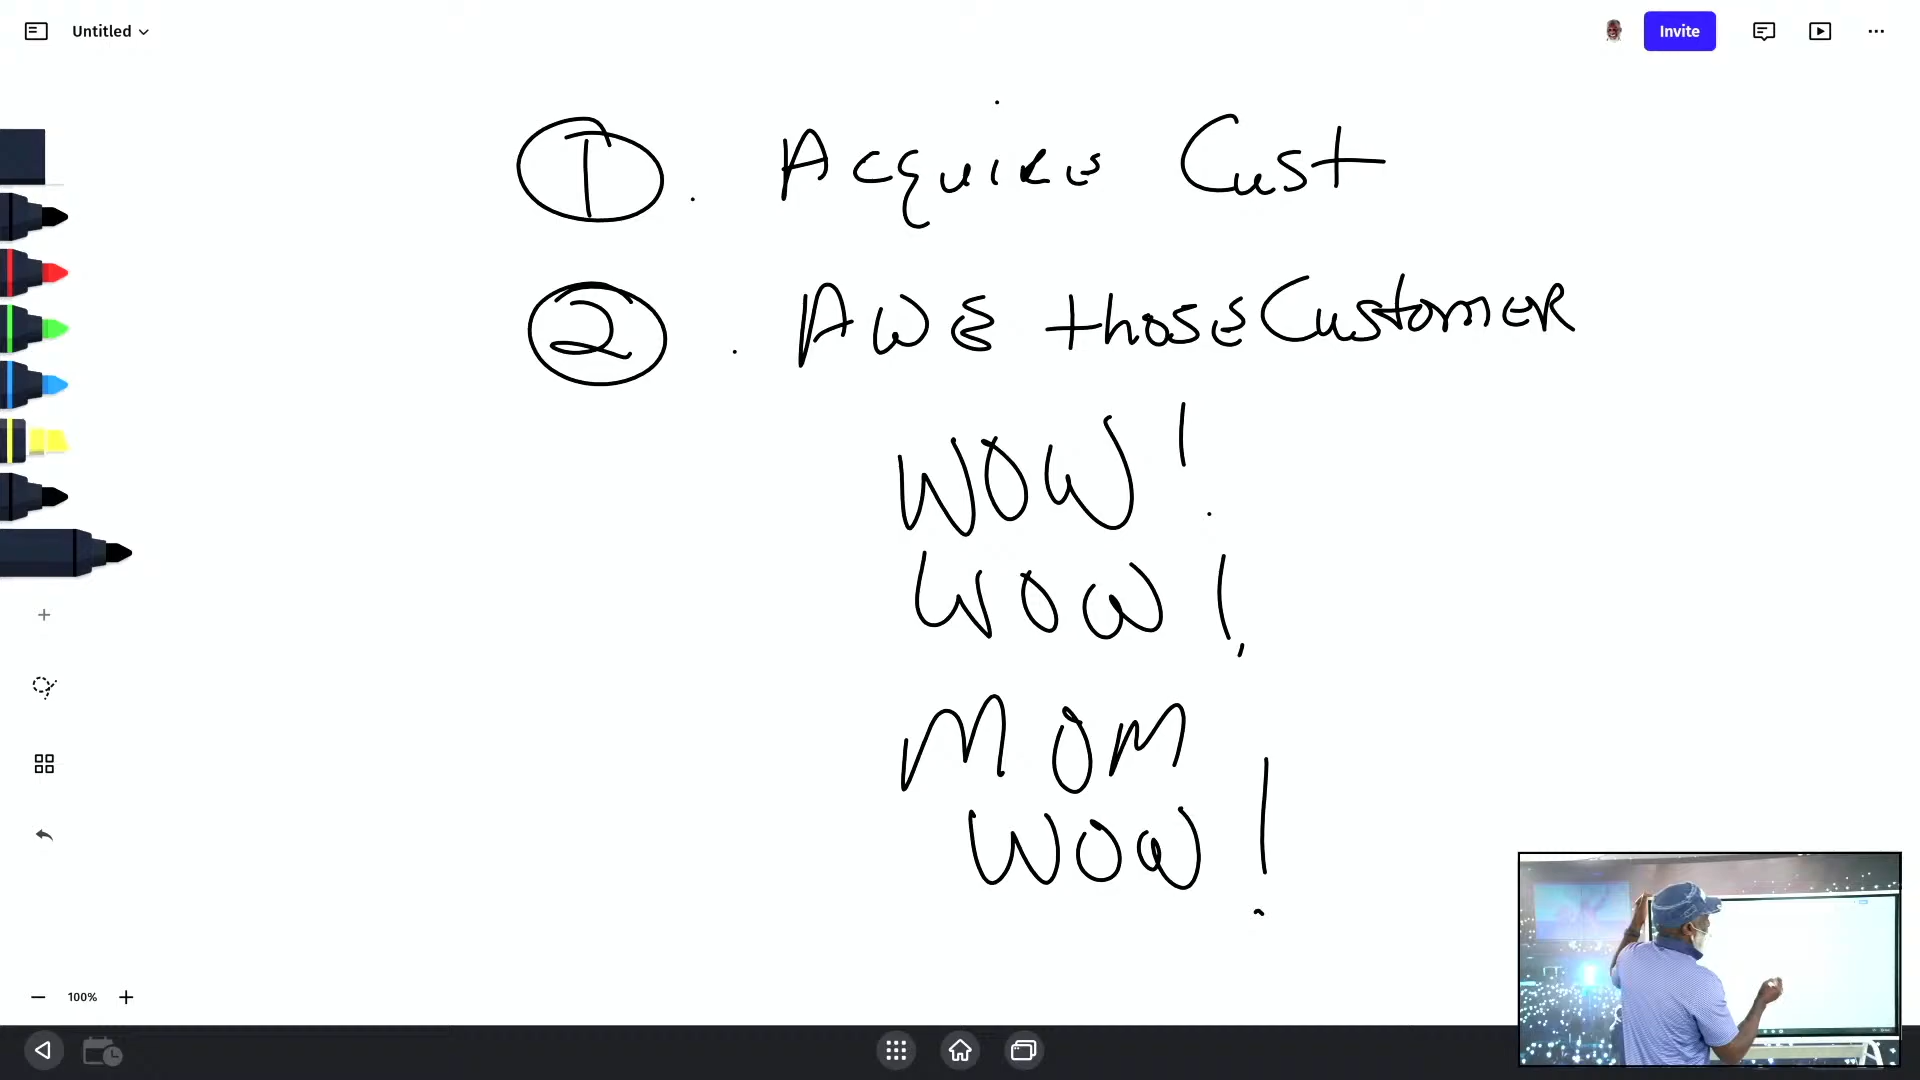 Untitled
Invite
1. Acquire Cust
2. AWE those Customer
WOW!
WOW!
MOM
WOW!
100%